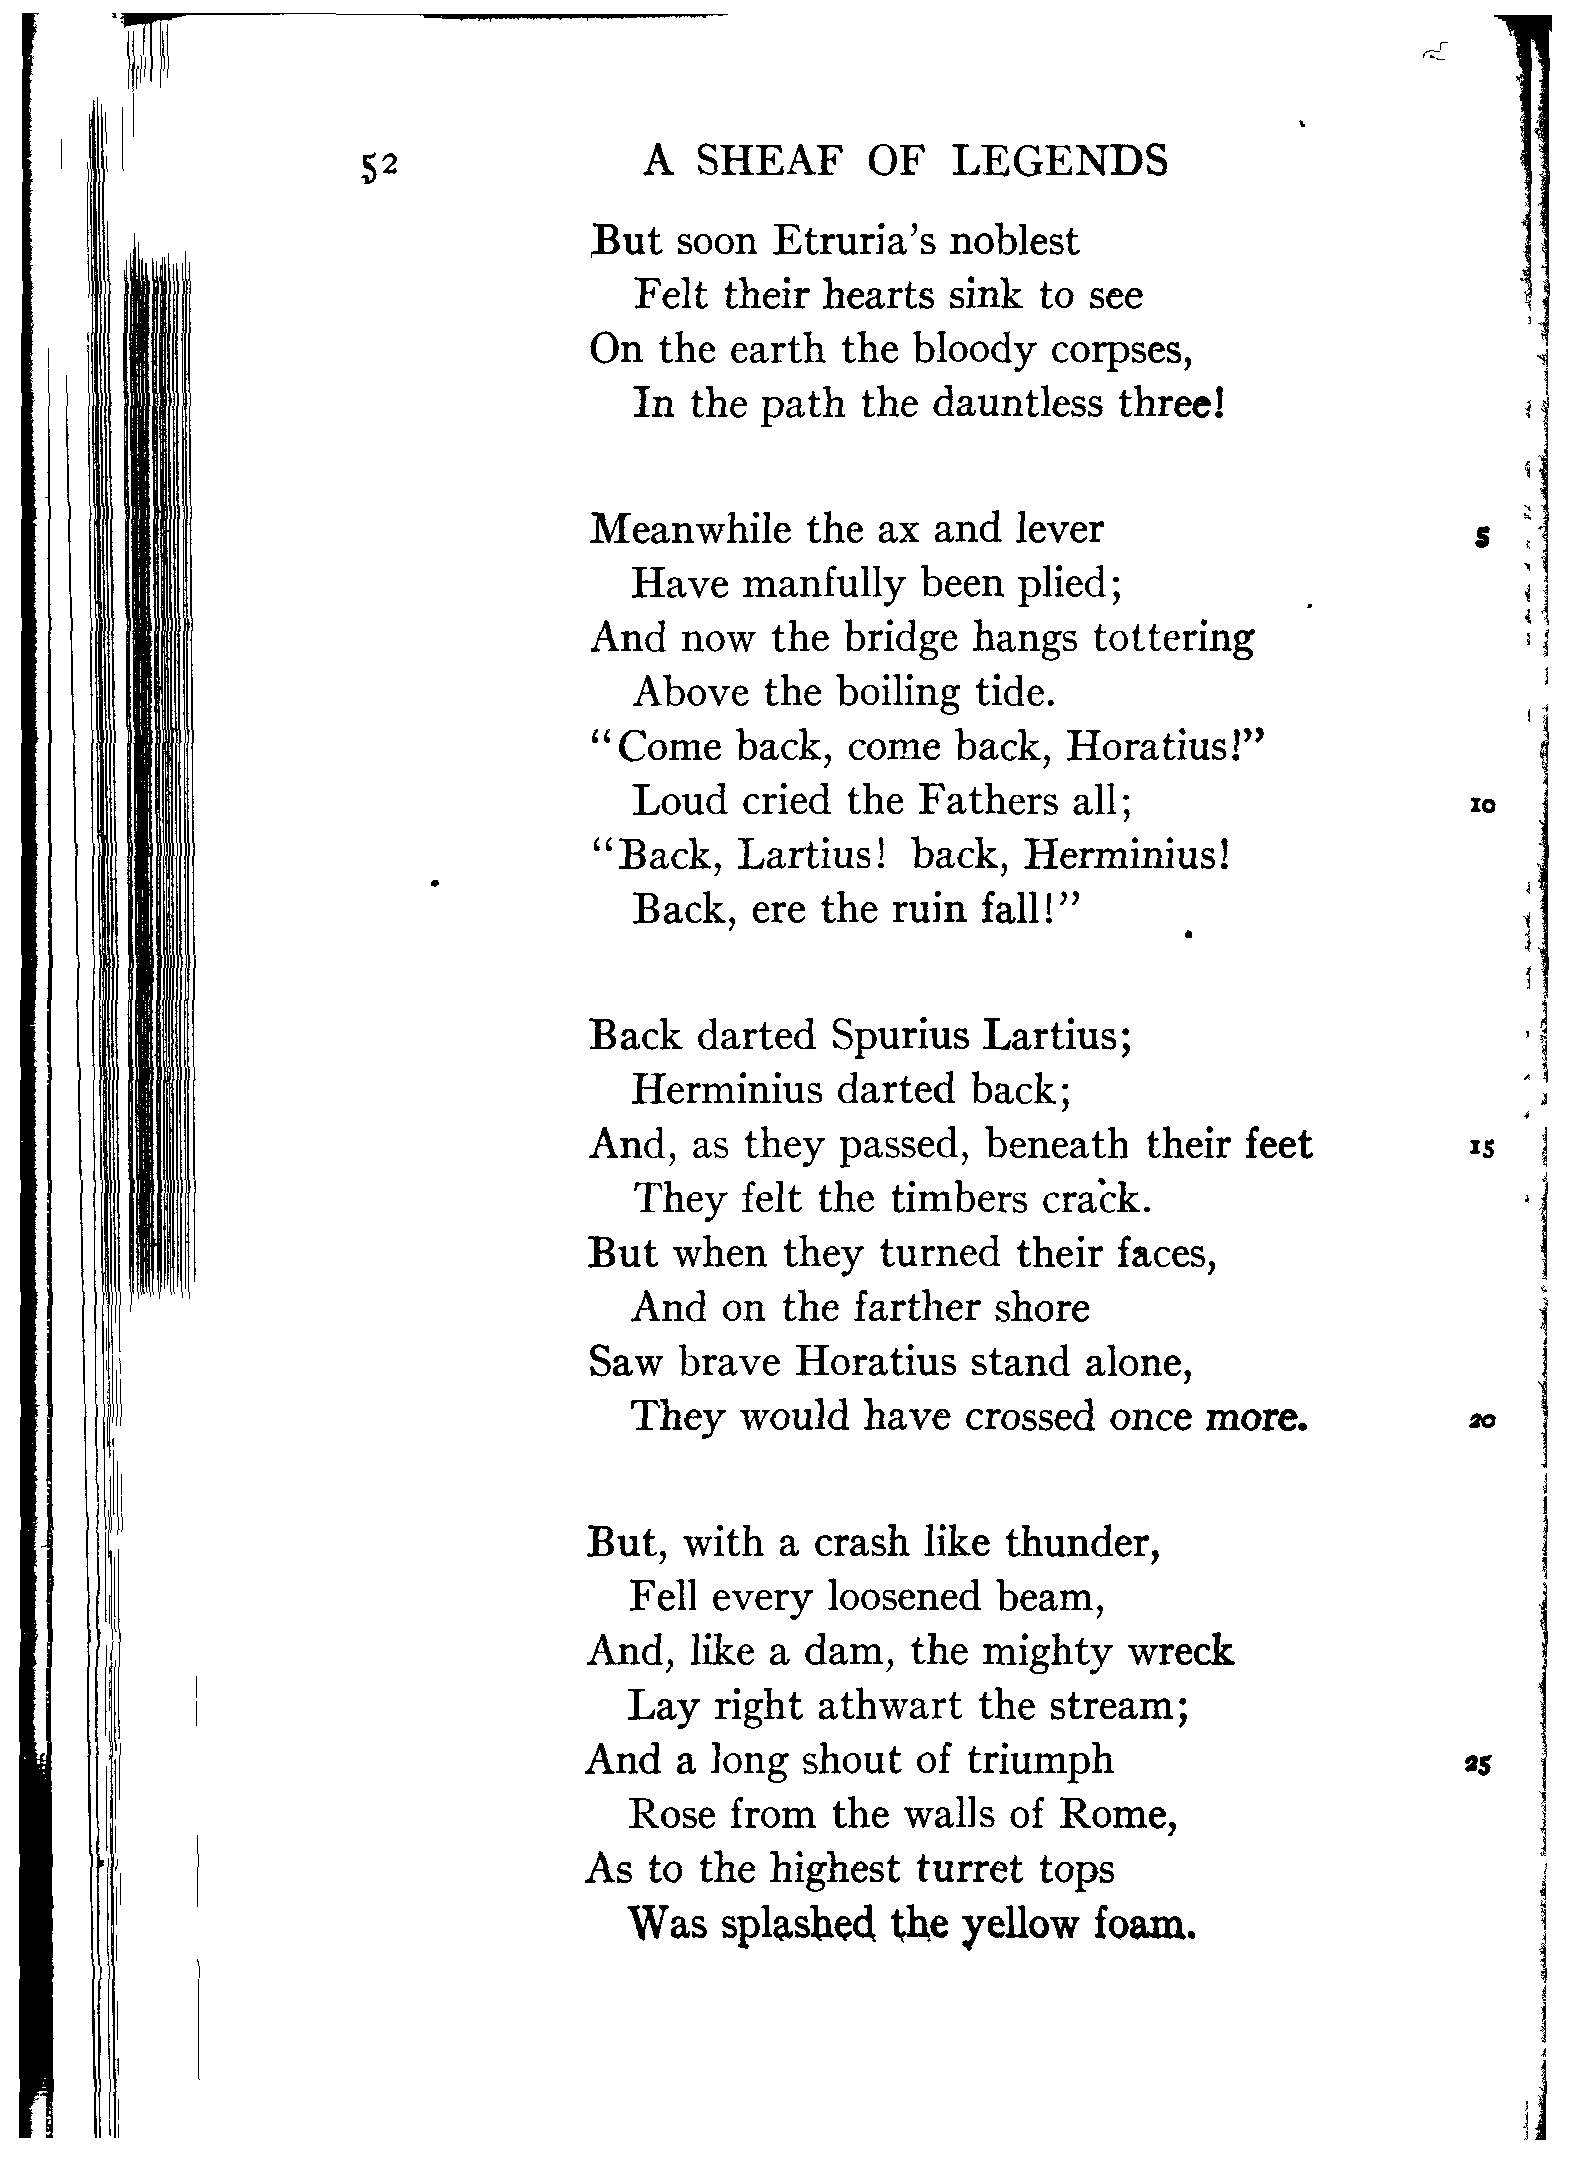 52 A SHEAF OF LEGENDS
But soon Etruria's noblest
Felt their hearts sink to see
On the earth the bloody corpses,
In the path the dauntless three!
Meanwhile the ax and lever 5
Have manfully been plied;
And now the bridge hangs tottering
Above the boiling tide.
“Come back, come back, Horatius!”
Loud cried the Fathers all; 10
“Back, Lartius! back, Herminius!
Back, ere the ruin fall!”
Back darted Spurius Lartius;
Herminius darted back;
And, as they passed, beneath their feet 15
They felt the timbers crack.
But when they turned their faces,
And on the farther shore
Saw brave Horatius stand alone,
They would have crossed once more. 20
But, with a crash like thunder,
Fell every loosened beam,
And, like a dam, the mighty wreck
Lay right athwart the stream;
And a long shout of triumph 25
Rose from the walls of Rome,
As to the highest turret tops
Was splashed the yellow foam.